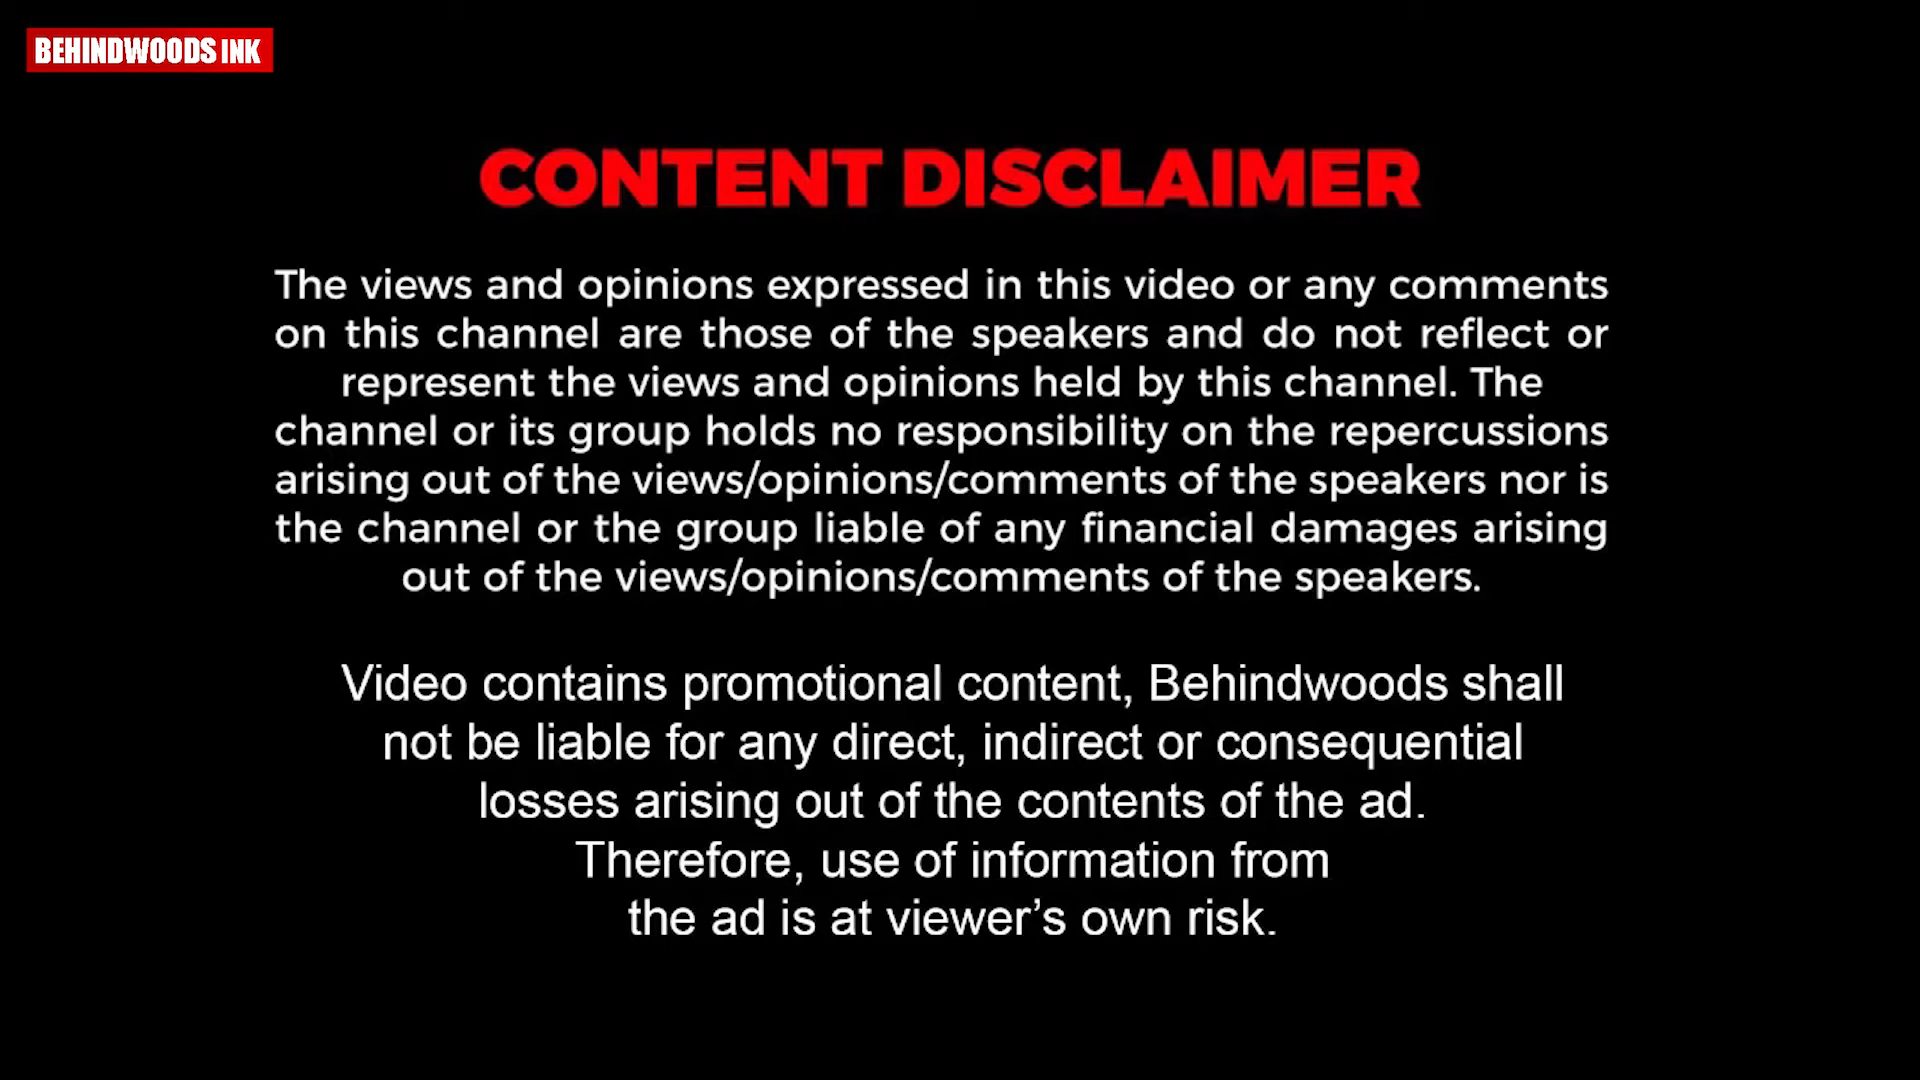 BEHINDWOODS INK
CONTENT DISCLAIMER
The views and opinions expressed in this video or any comments
on this channel are those of the speakers and do not reflect or
represent the views and opinions held by this channel. The
channel or its group holds no responsibility on the repercussions
arising out of the views/opinions/comments of the speakers nor is
the channel or the group liable of any financial damages arising
out of the views/opinions/comments of the speakers.
Video contains promotional content, Behindwoods shall
not be liable for any direct, indirect or consequential
losses arising out of the contents of the ad.
Therefore, use of information from
the ad is at viewer’s own risk.